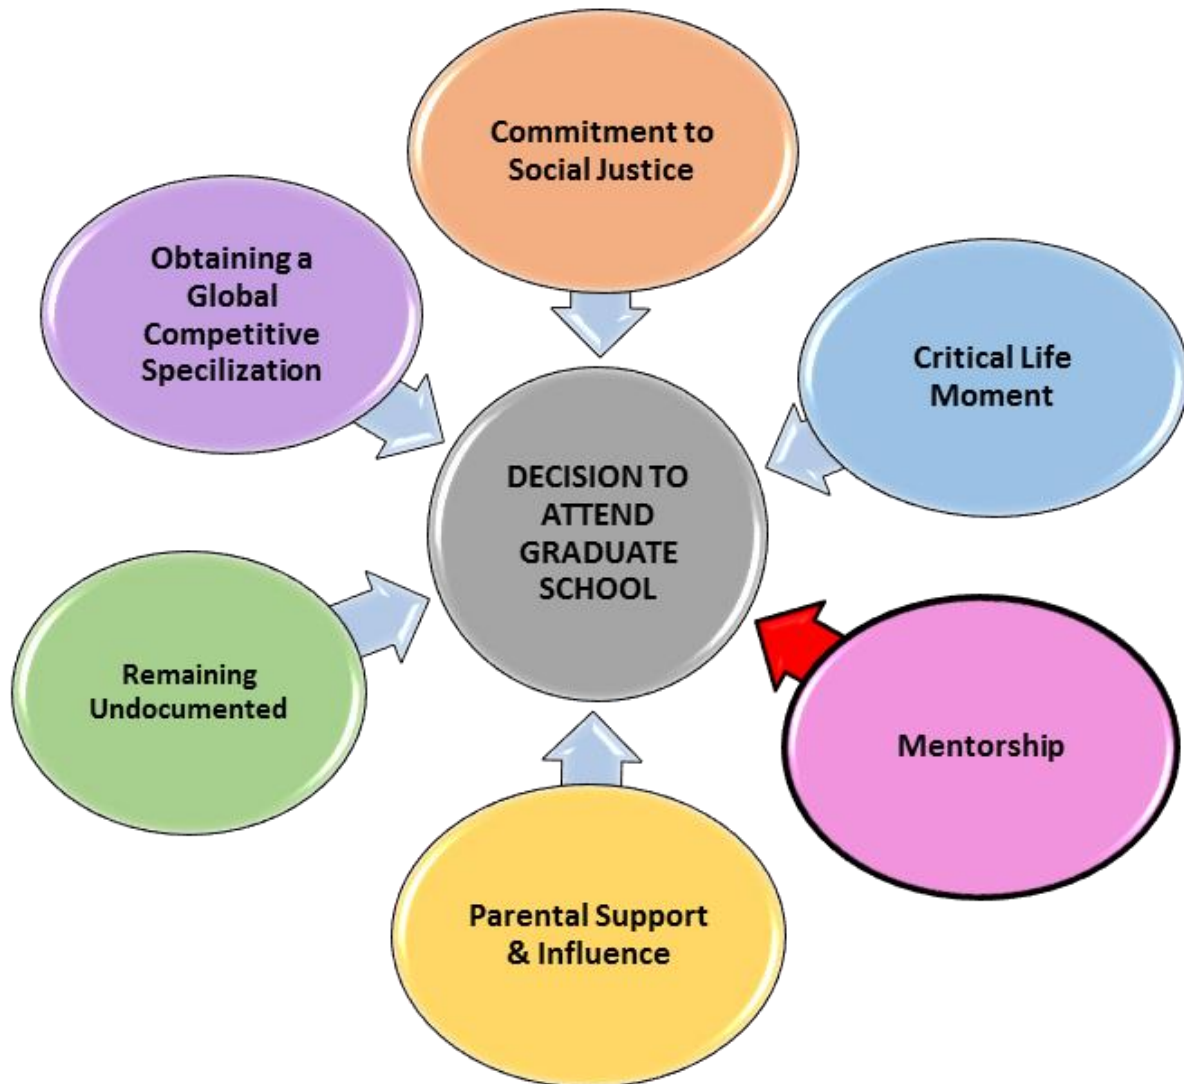 Commitment to
Social Justice
Obtaining a
Global
Competitive
Specilization
Critical Life
Moment
DECISION TO
ATTEND
GRADUATE
SCHOOL
Remaining
Undocumented
Mentorship
Parental Support
& Influence